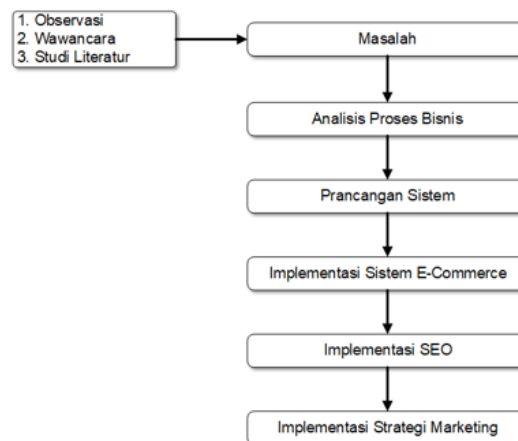 1. Observasi
2. Wawancara
3. Studi Literatur
Masalah
Analisis Proses Bisnis
Prancangan Sistem
Implementasi Sistem E-Commerce
Implementasi SEO
Implementasi Strategi Marketing